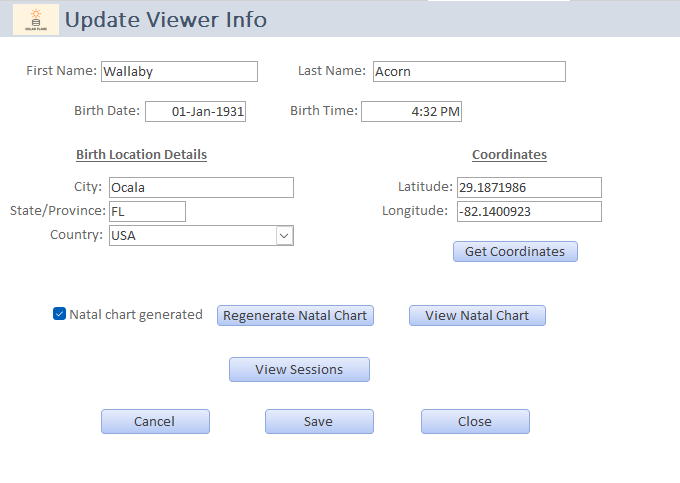 SOLAR FLARE
Update Viewer Info
First Name: Wallaby Last Name: Acorn
Birth Date: 01-Jan-1931 Birth Time: 4:32 PM
Birth Location Details Coordinates
City: Ocala Latitude: 29.1871986
State/Province: FL Longitude: -82.1400923
Country: USA
Get Coordinates
Natal chart generated Regenerate Natal Chart View Natal Chart
View Sessions
Cancel Save Close